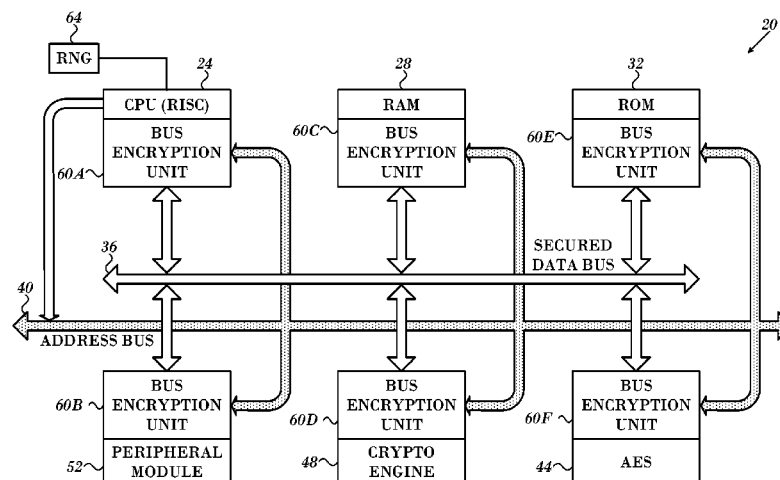 64
20
RNG
24
28
32
CPU (RISC)
RAM
ROM
60A
BUS
ENCRYPTION
UNIT
60C
BUS
ENCRYPTION
UNIT
60E
BUS
ENCRYPTION
UNIT
36
SECURED
DATA BUS
40
ADDRESS BUS
60B
BUS
ENCRYPTION
UNIT
60D
BUS
ENCRYPTION
UNIT
60F
BUS
ENCRYPTION
UNIT
52
PERIPHERAL
MODULE
48
CRYPTO
ENGINE
44
AES